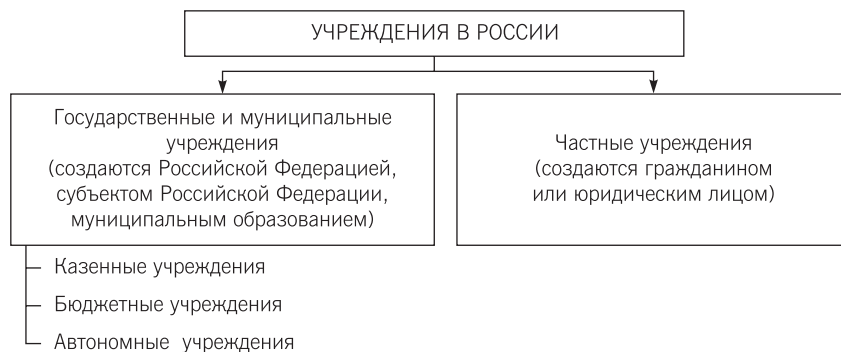 УЧРЕЖДЕНИЯ В РОССИИ
Государственные и муниципальные
учреждения
(создаются Российской Федерацией,
субъектом Российской Федерации,
муниципальным образованием)
Частные учреждения
(создаются гражданином
или юридическим лицом)
Казенные учреждения
Бюджетные учреждения
Автономные учреждения